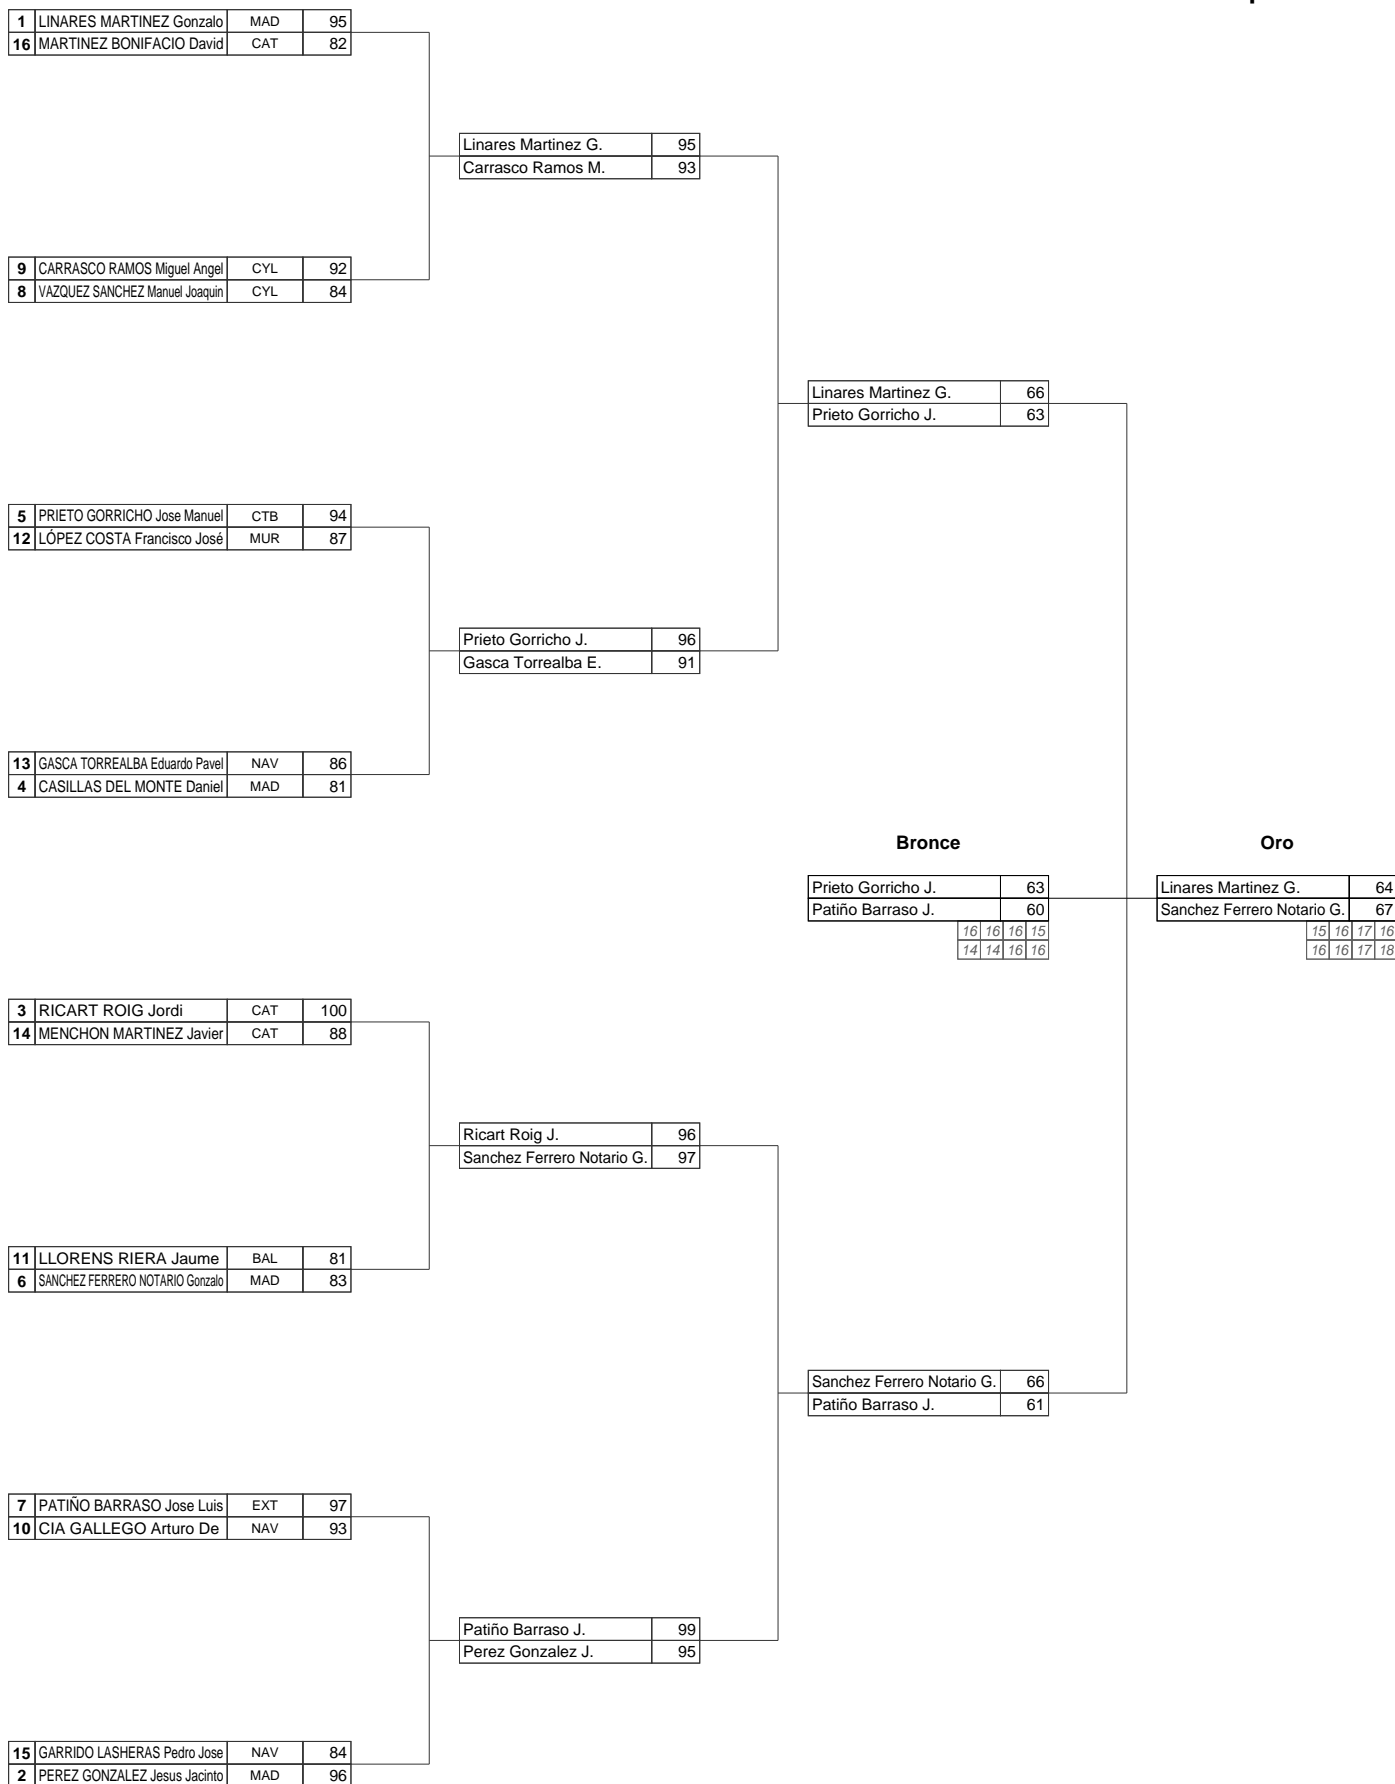 1 LINARES MARTINEZ Gonzalo MAD 95
16 MARTINEZ BONIFACIO David CAT 82
Linares Martinez G. 95
Carrasco Ramos M. 93
9 CARRASCO RAMOS Miguel Angel CYL 92
8 VAZQUEZ SANCHEZ Manuel Joaquin CYL 84
Linares Martinez G. 66
Prieto Gorricho J. 63
5 PRIETO GORRICHO Jose Manuel CTB 94
12 LÓPEZ COSTA Francisco José MUR 87
Prieto Gorricho J. 96
Gasca Torrealba E. 91
13 GASCA TORREALBA Eduardo Pavel NAV 86
4 CASILLAS DEL MONTE Daniel MAD 81
Bronce Oro
Prieto Gorricho J. 63 Linares Martinez G. 64
Patiño Barraso J. 60 Sanchez Ferrero Notario G. 67
16 16 16 15 15 16 17 16
14 14 16 16 16 16 17 18
3 RICART ROIG Jordi CAT 100
14 MENCHON MARTINEZ Javier CAT 88
Ricart Roig J. 96
Sanchez Ferrero Notario G. 97
11 LLORENS RIERA Jaume BAL 81
6 SANCHEZ FERRERO NOTARIO Gonzalo MAD 83
Sanchez Ferrero Notario G. 66
Patiño Barraso J. 61
7 PATIÑO BARRASO Jose Luis EXT 97
10 CIA GALLEGO Arturo De NAV 93
Patiño Barraso J. 99
Perez Gonzalez J. 95
15 GARRIDO LASHERAS Pedro Jose NAV 84
2 PEREZ GONZALEZ Jesus Jacinto MAD 96